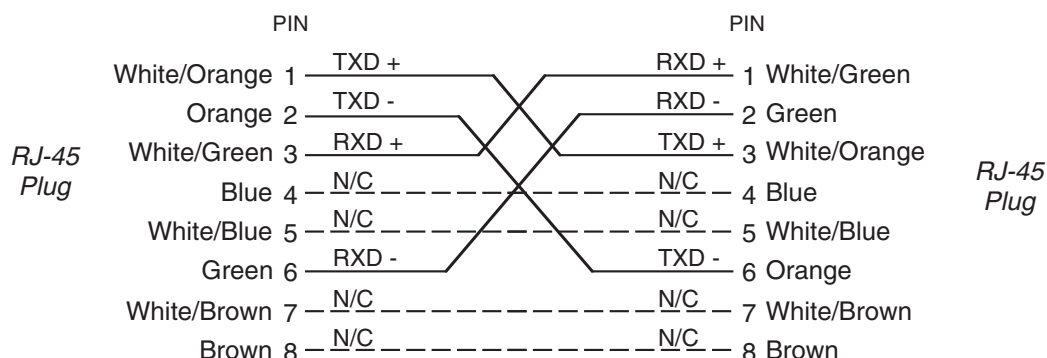 PIN PIN
White/Orange 1 TXD + RXD + 1 White/Green
Orange 2 TXD - RXD - 2 Green
White/Green 3 RXD + TXD + 3 White/Orange
RJ-45 Plug
Blue 4 N/C N/C 4 Blue
RJ-45 Plug
White/Blue 5 N/C N/C 5 White/Blue
Green 6 RXD - TXD - 6 Orange
White/Brown 7 N/C N/C 7 White/Brown
Brown 8 N/C N/C 8 Brown